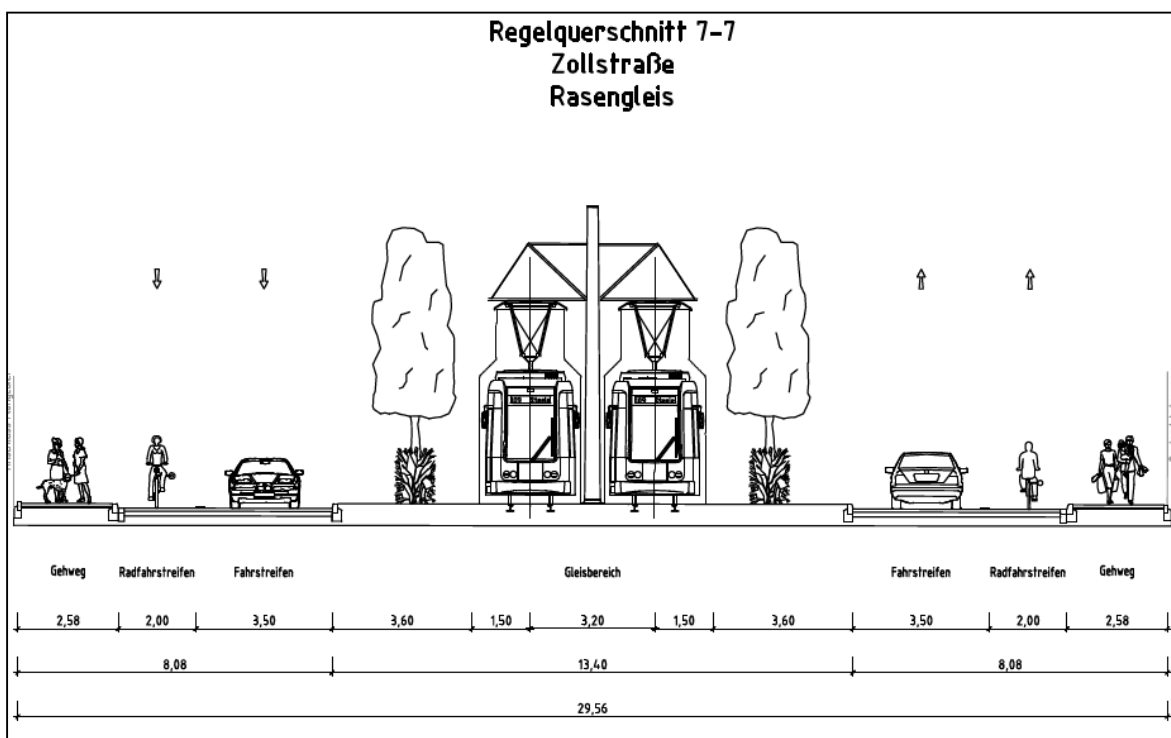 Regelquerschnitt 7-7
Zollstraße
Rasengleis
Gehweg Radfahrstreifen Fahrstreifen Gleisbereich Fahrstreifen Radfahrstreifen Gehweg
2,58 2,00 3,50 3,60 1,50 3,20 1,50 3,60 3,50 2,00 2,58
8,08 13,40 8,08
29,56